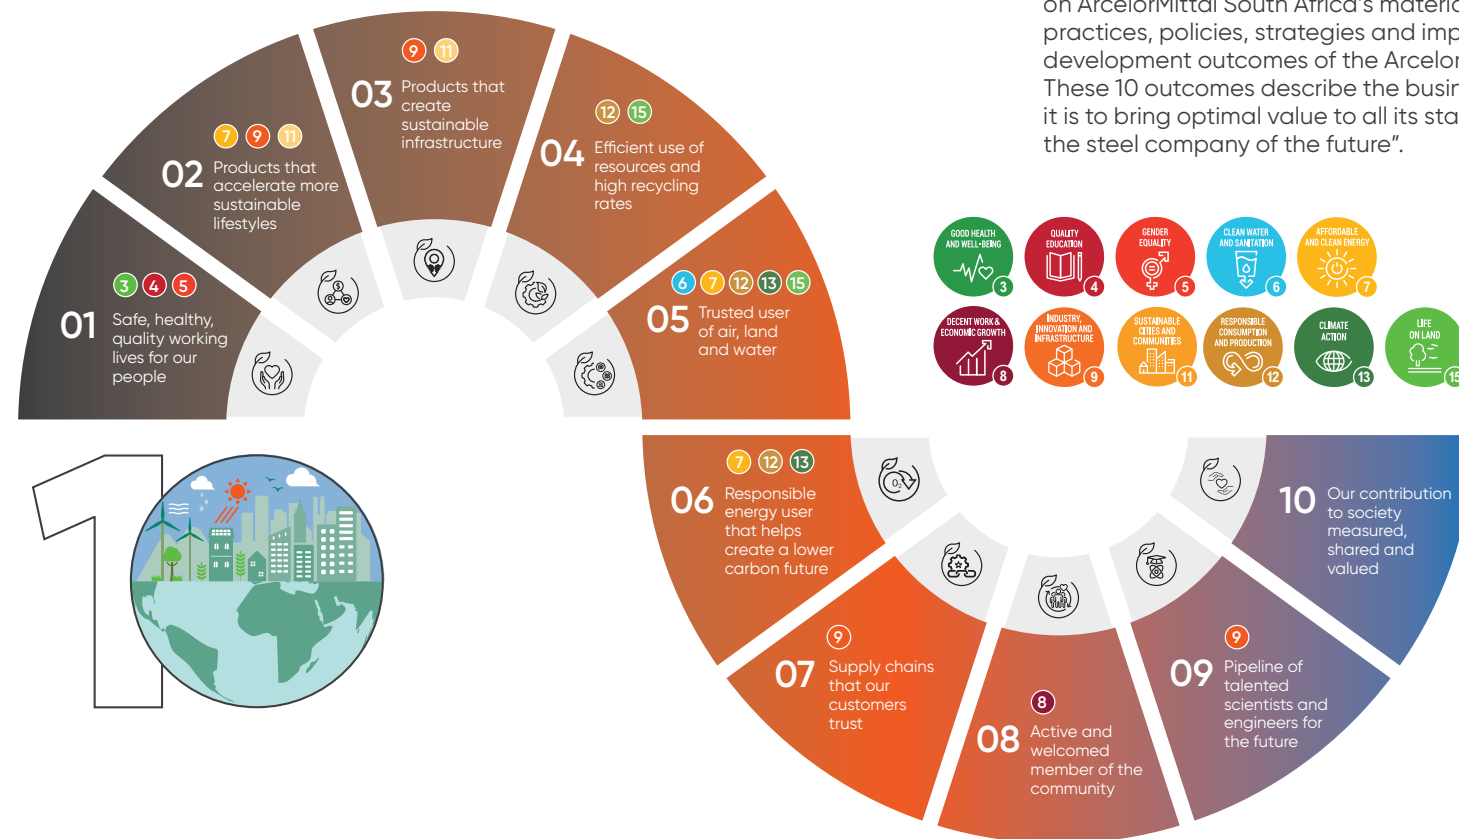 on ArcelorMittal South Africa's
practices, policies, strategies and
development outcomes of the
These 10 outcomes describe the
it is to bring optimal value to all its
the steel company of the future”.
9 11
03 Products that
create
sustainable
infrastructure
7 9 11
02 Products that
accelerate more
sustainable
lifestyles
12 15
04 Efficient use of
resources and
high recycling
rates
3 4 5
01 Safe, healthy,
quality working
lives for our
people
6 7 12 13 15
05 Trusted user
of air, land
and water
GOOD HEALTH
AND WELL-BEING
3
QUALITY
EDUCATION
4
GENDER
EQUALITY
5
CLEAN WATER
AND SANITATION
6
AFFORDABLE
AND CLEAN ENERGY
7
DECENT WORK &
ECONOMIC GROWTH
8
INDUSTRY,
INNOVATION AND
INFRASTRUCTURE
9
SUSTAINABLE
CITIES AND
COMMUNITIES
11
RESPONSIBLE
CONSUMPTION
AND PRODUCTION
12
CLIMATE
ACTION
13
LIFE
ON LAND
15
10
7 12 13
06 Responsible
energy user
that helps
create a lower
carbon future
O2
9
07 Supply chains
that our
customers
trust
8
08 Active and
welcomed
member of the
community
9
09 Pipeline of
talented
scientists and
engineers for
the future
10 Our contribution
to society
measured,
shared and
valued